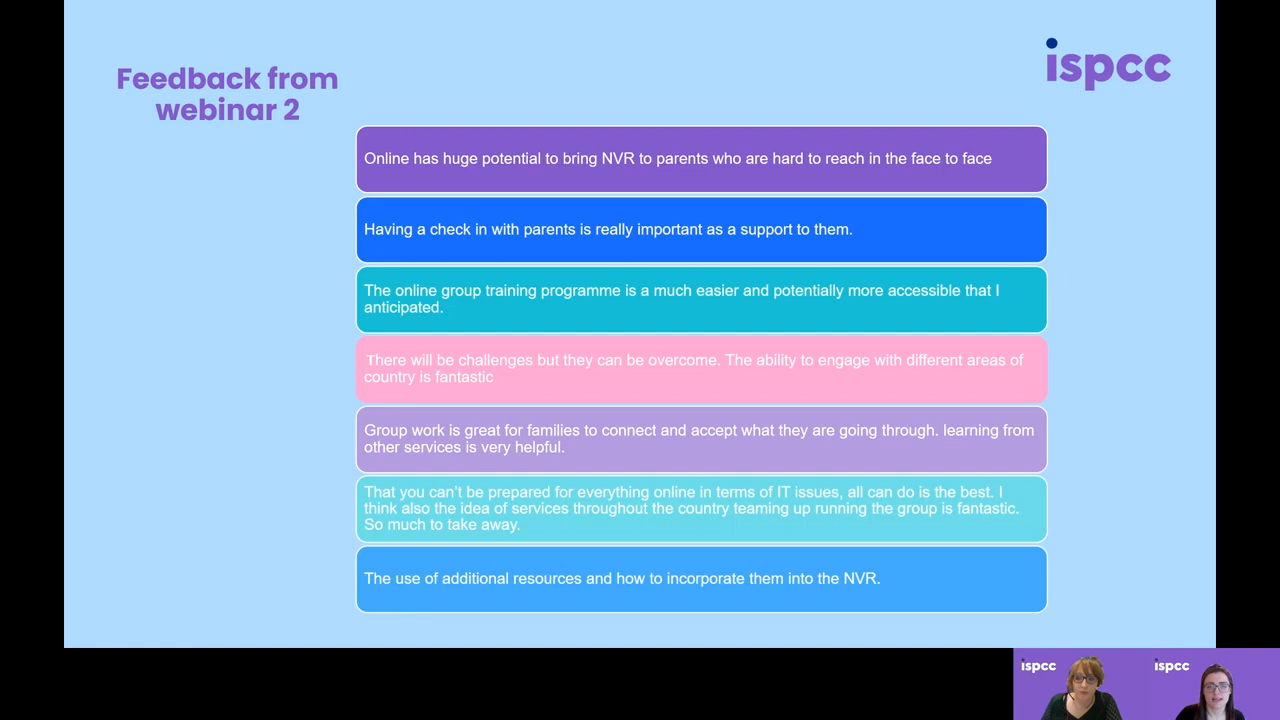 Feedback from
webinar 2
ispcc
Online has huge potential to bring NVR to parents who are hard to reach in the face to face
Having a check in with parents is really important as a support to them.
The online group training programme is a much easier and potentially more accessible that I
anticipated.
There will be challenges but they can be overcome. The ability to engage with different areas of
country is fantastic
Group work is great for families to connect and accept what they are going through. learning from
other services is very helpful.
That you can’t be prepared for everything online in terms of IT issues, all can do is the best. I
think also the idea of services throughout the country teaming up running the group is fantastic.
So much to take away.
The use of additional resources and how to incorporate them into the NVR.
ispcc
ispcc